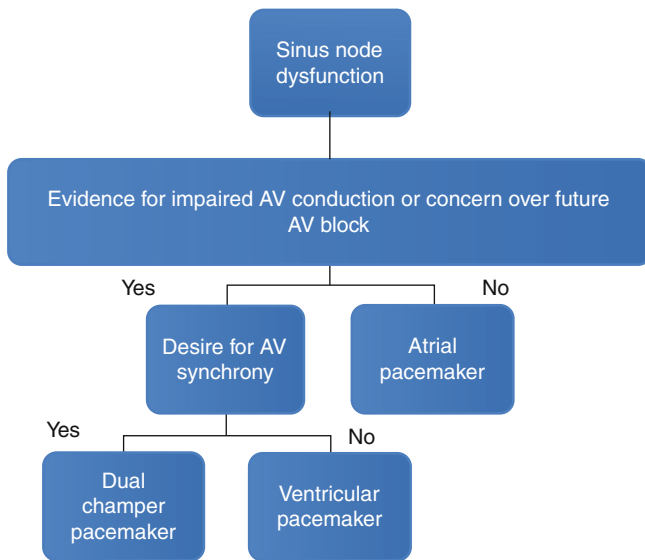 Sinus node
dysfunction
Evidence for impaired AV conduction or concern over future
AV block
Yes
No
Desire for AV
synchrony
Atrial
pacemaker
Yes
No
Dual
champer
pacemaker
Ventricular
pacemaker